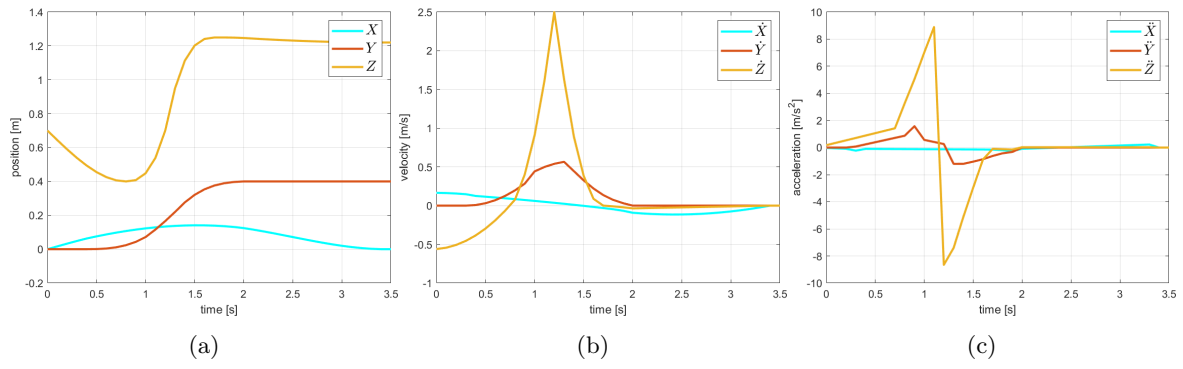 1.4
1.2
1
0.8
0.6
0.4
0.2
0
-0.2
0 0.5 1 1.5 2 2.5 3 3.5
position [m]
time [s]
X
Y
Z
(a)
2.5
2
1.5
1
0.5
0
-0.5
-1
0 0.5 1 1.5 2 2.5 3 3.5
velocity [m/s]
time [s]
Ẋ
Ẏ
Ż
(b)
10
8
6
4
2
0
-2
-4
-6
-8
-10
0 0.5 1 1.5 2 2.5 3 3.5
acceleration [m/s²]
time [s]
Ẍ
Ÿ
Z̈
(c)